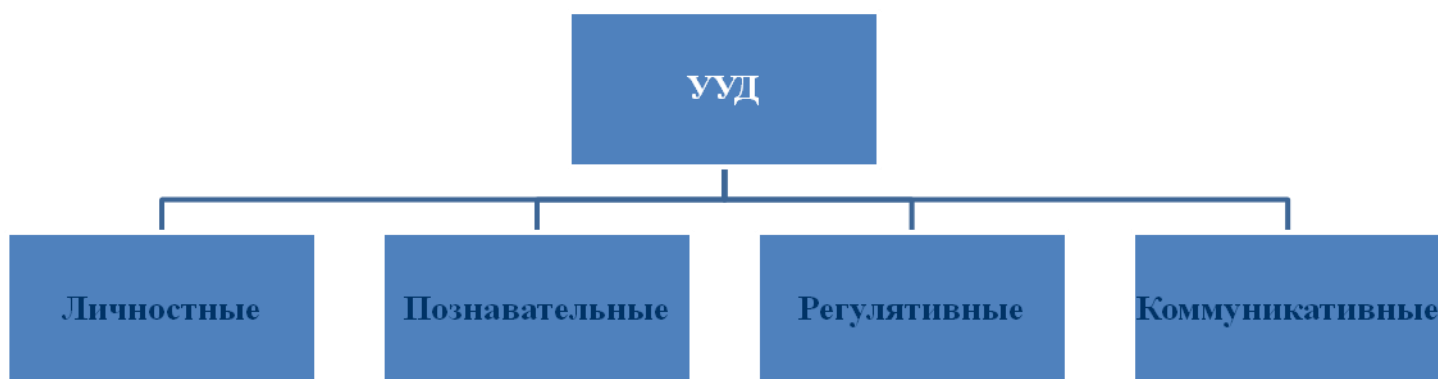 УУД
Личностные
Познавательные
Регулятивные
Коммуникативные